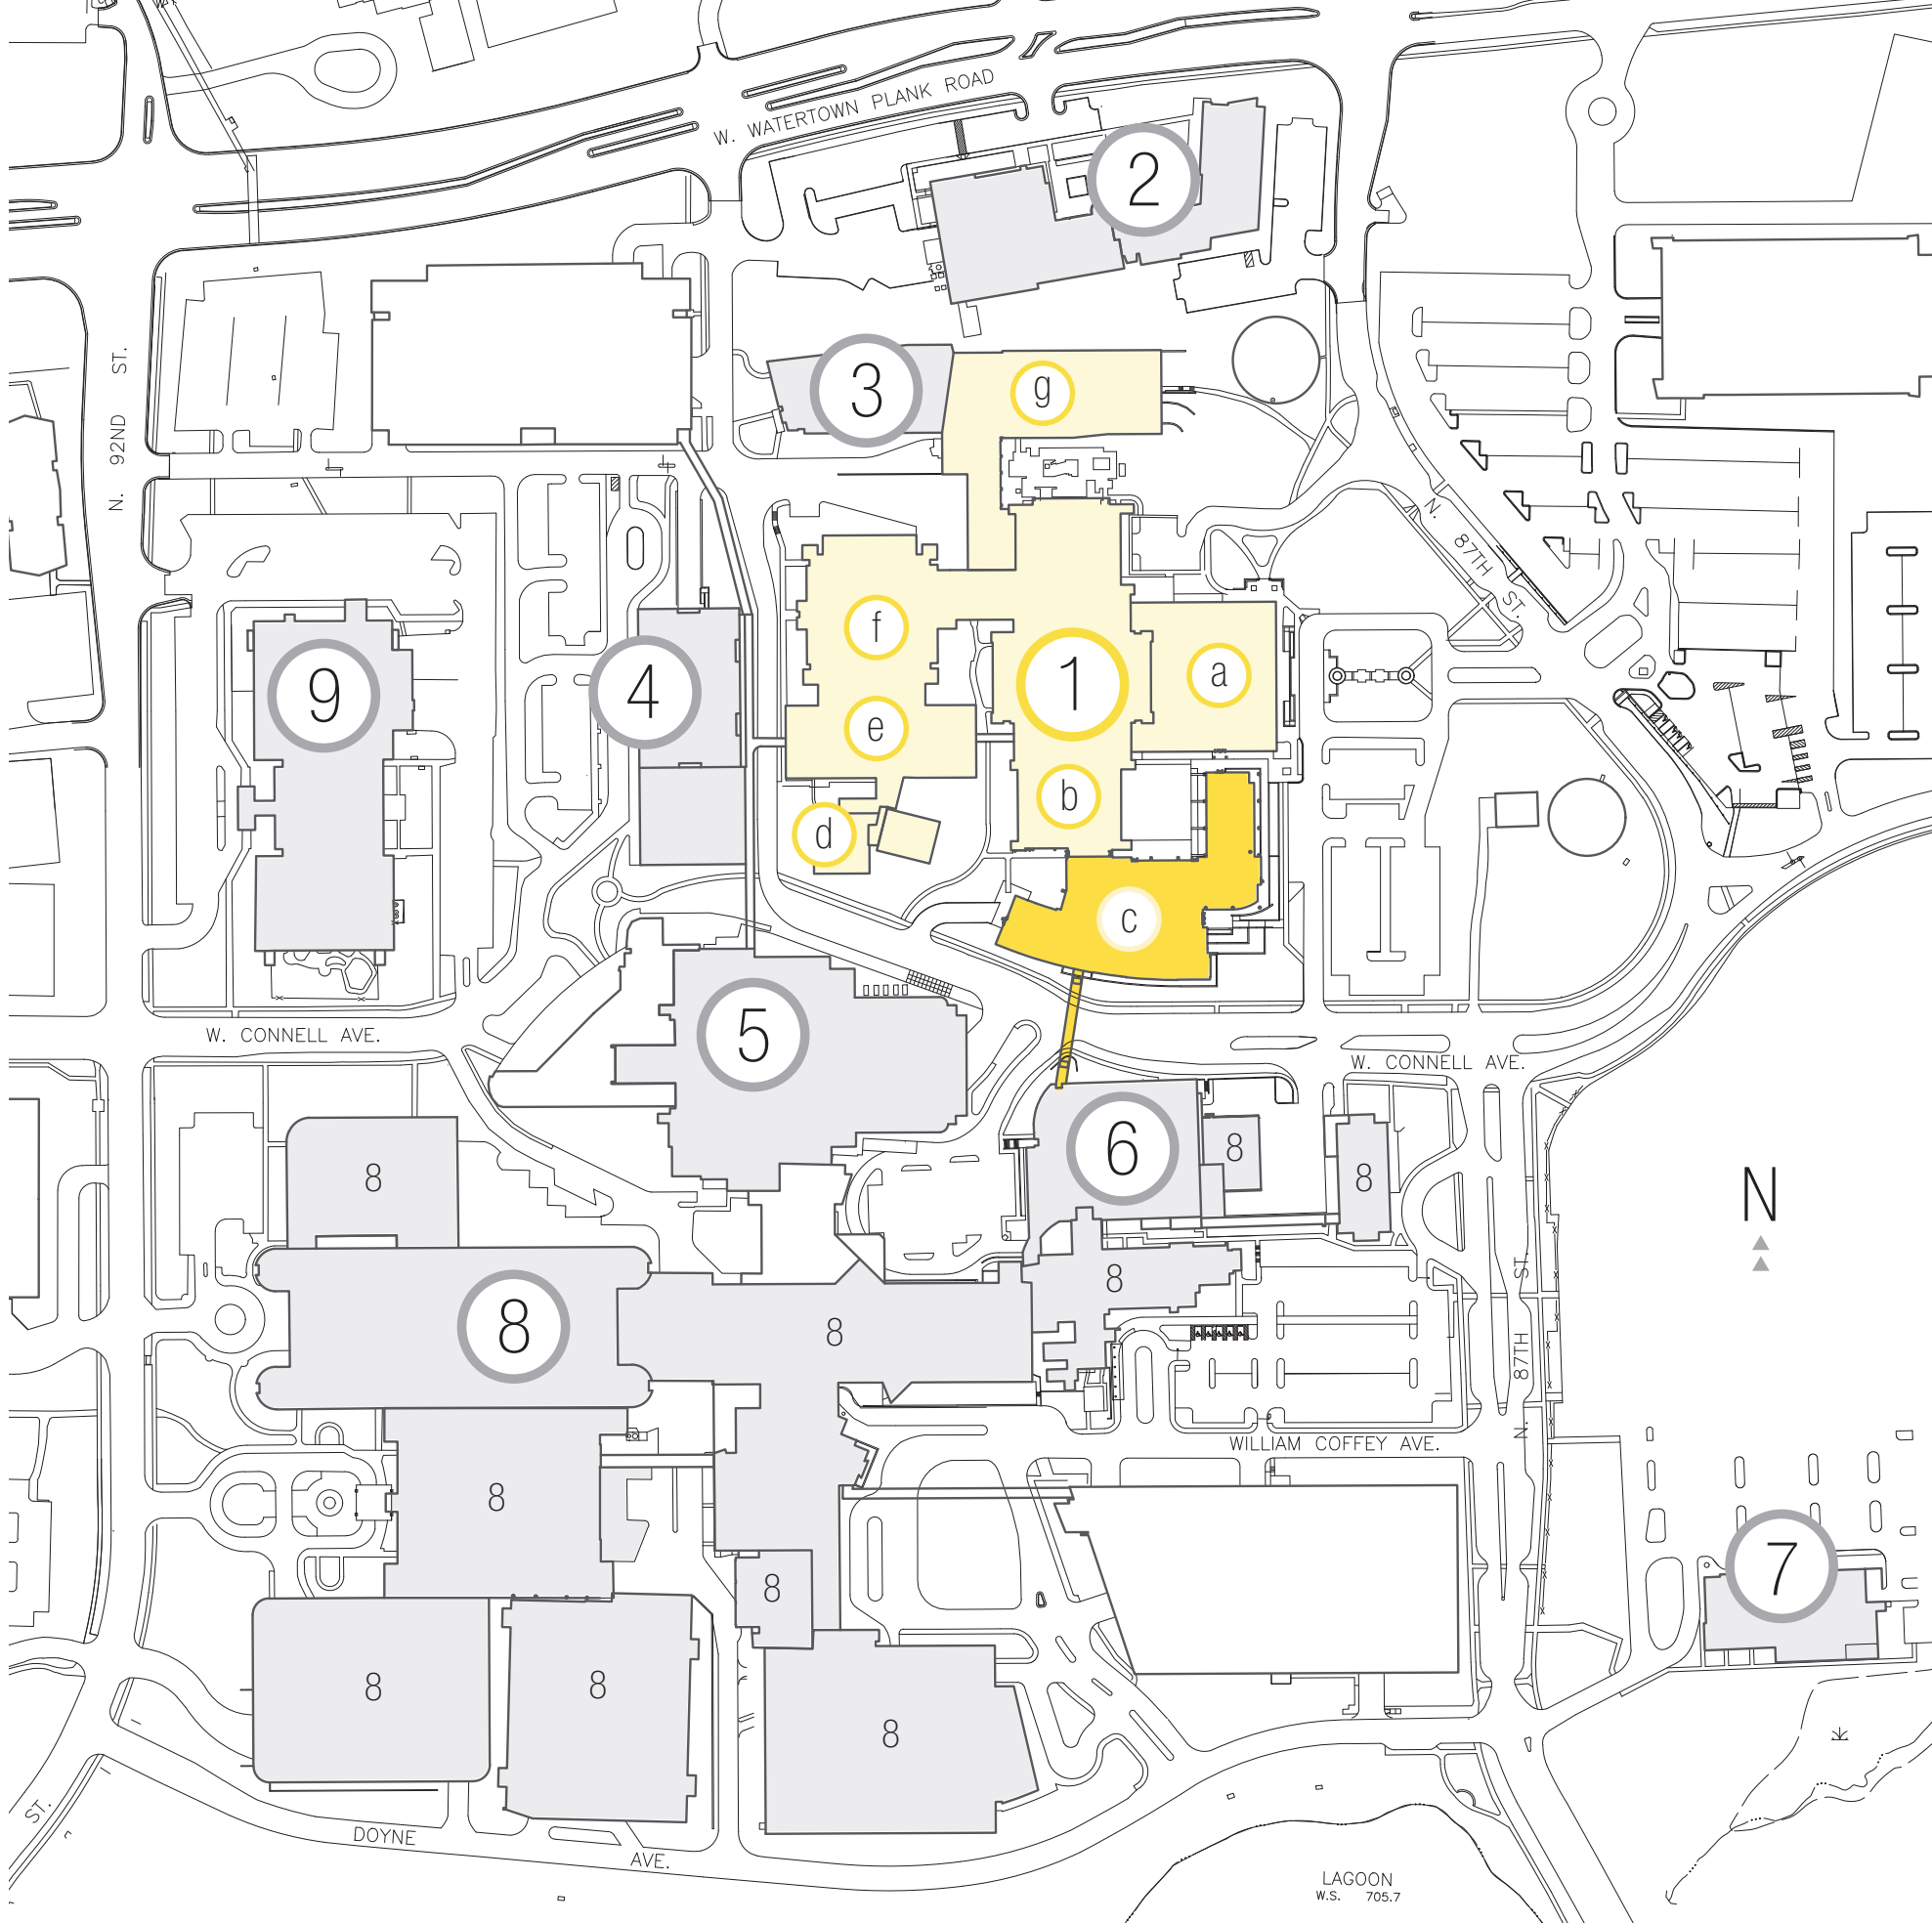 W. WATERTOWN PLANK ROAD
2
N. 92ND ST.
3
g
N. 87TH ST.
f
1
a
9
4
e
b
d
c
5
W. CONNELL AVE.
W. CONNELL AVE.
6
8
8
8
N
8
8
8
N. 87TH ST.
WILLIAM COFFEY AVE.
8
7
8
8
8
8
ST.
DOYNE AVE.
LAGOON
W.S. 705.7